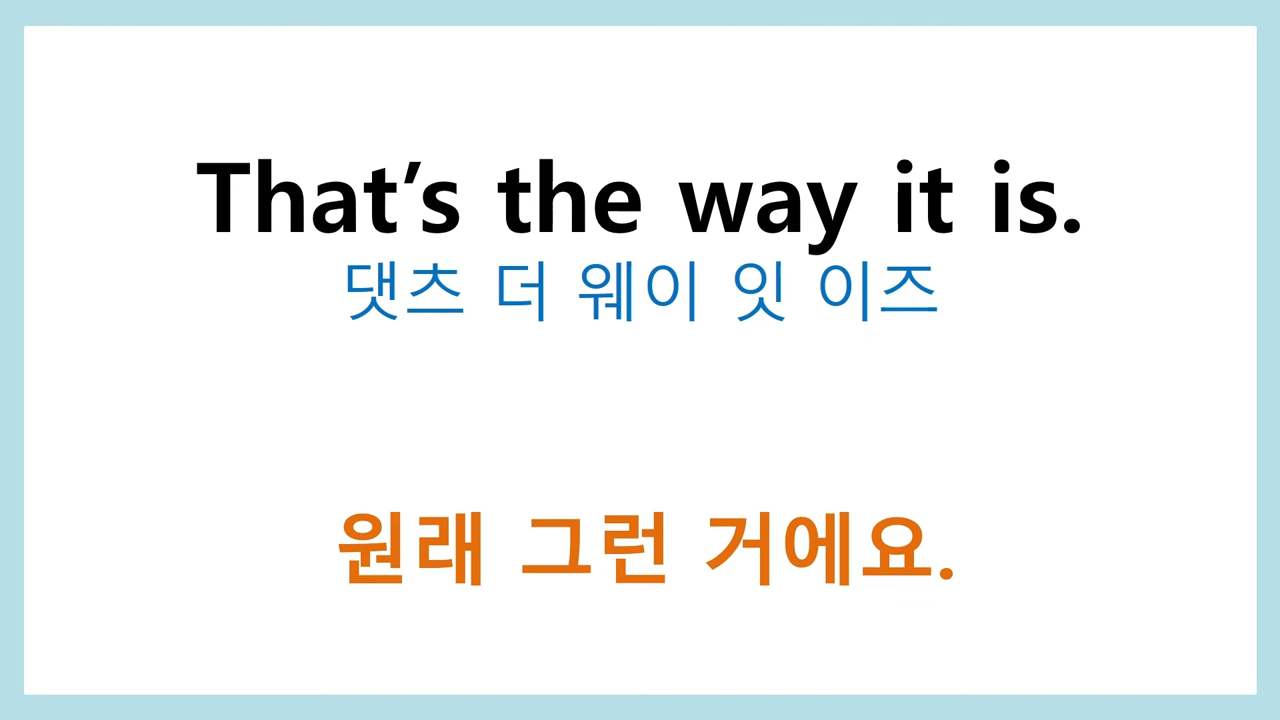 That’s the way it is.
댓츠 더 웨이 잇 이즈
원래 그런 거에요.